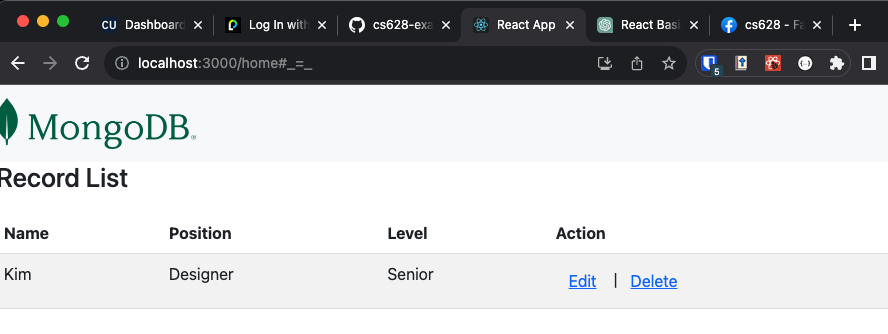 CU Dashboard Log In with cs628-exa React App React Basi cs628 - Fa
localhost:3000/home#_=_
5
MongoDB®
Record List
Name Position Level Action
Kim Designer Senior Edit | Delete